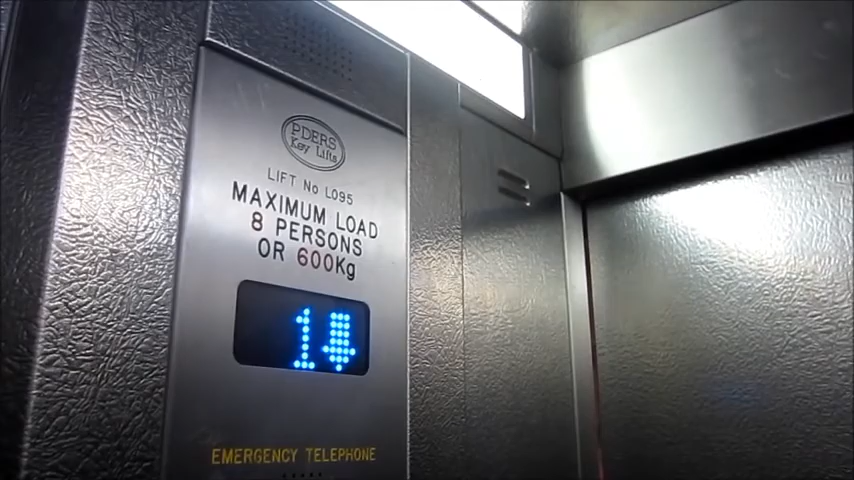 PDERS
Key Lifts
LIFT No L095
MAXIMUM LOAD
8 PERSONS
OR 600Kg
1
EMERGENCY TELEPHONE